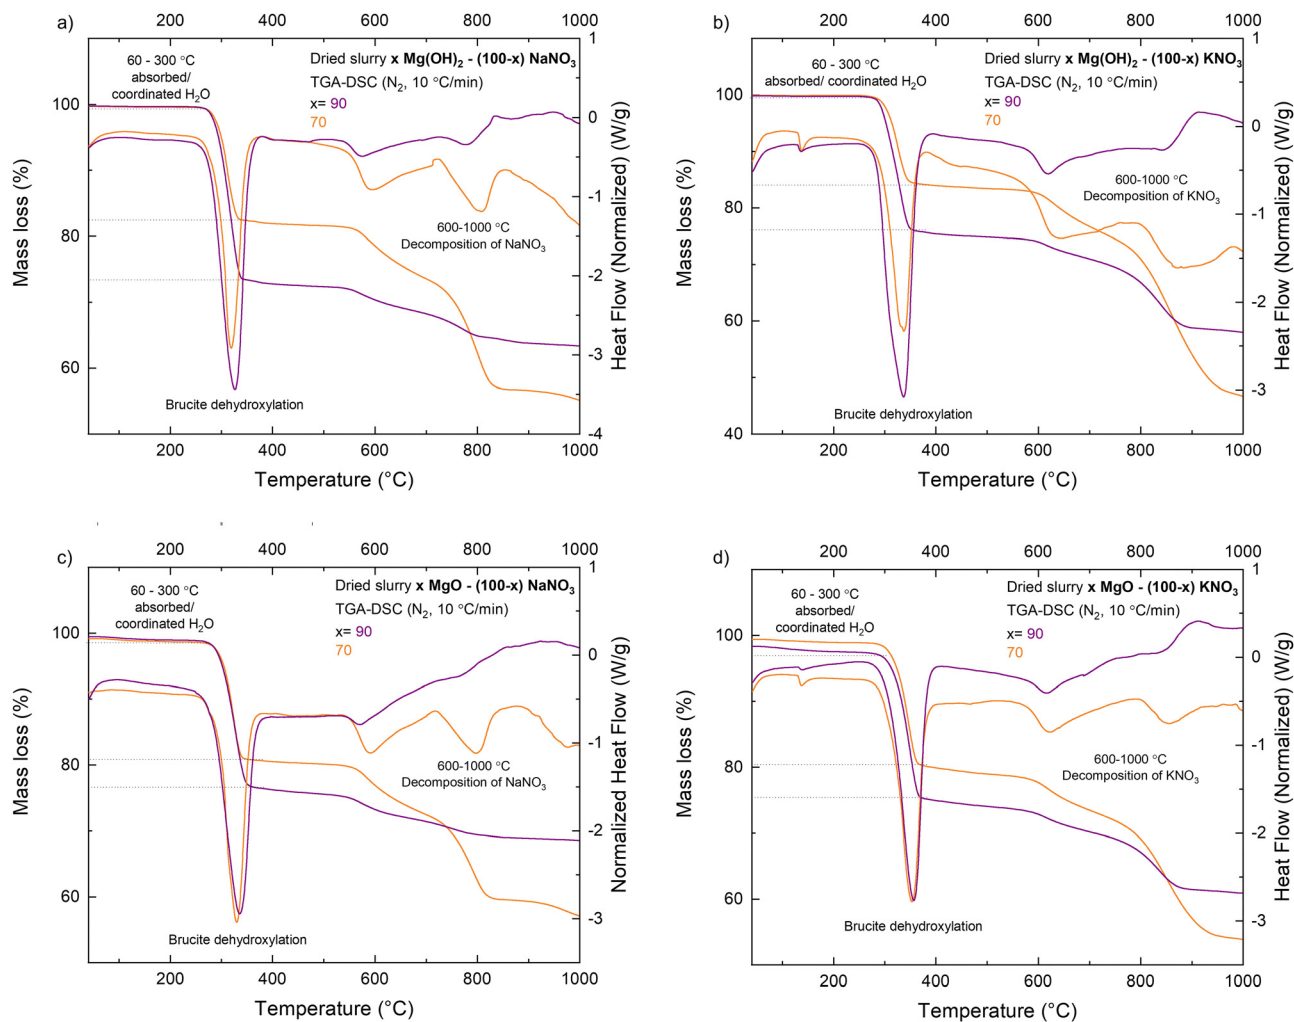 a)
200 400 600 800 1000
60 - 300 °C
absorbed/
coordinated H₂O
Dried slurry x Mg(OH)₂ - (100-x) NaNO₃
TGA-DSC (N₂, 10 °C/min)
x= 90
70
600-1000 °C
Decomposition of NaNO₃
Brucite dehydroxylation
100
80
60
Mass loss (%)
1
0
-1
-2
-3
-4
Heat Flow (Normalized) (W/g)
200 400 600 800 1000
Temperature (°C)
b)
200 400 600 800 1000
60 - 300 °C
absorbed/ coordinated H₂O
Dried slurry x Mg(OH)₂ - (100-x) KNO₃
TGA-DSC (N₂, 10 °C/min)
x= 90
70
600-1000 °C
Decomposition of KNO₃
Brucite dehydroxylation
100
80
60
40
Mass loss (%)
1
0
-1
-2
-3
Heat Flow (Normalized) (W/g)
200 400 600 800 1000
Temperature (°C)
c)
200 400 600 800 1000
60 - 300 °C
absorbed/
coordinated H₂O
Dried slurry x MgO - (100-x) NaNO₃
TGA-DSC (N₂, 10 °C/min)
x= 90
70
600-1000 °C
Decomposition of NaNO₃
Brucite dehydroxylation
100
80
60
Mass loss (%)
1
0
-1
-2
-3
Normalized Heat Flow (W/g)
200 400 600 800 1000
Temperature (°C)
d)
200 400 600 800 1000
60 - 300 °C
absorbed/
coordinated H₂O
Dried slurry x MgO - (100-x) KNO₃
TGA-DSC (N₂, 10 °C/min)
x= 90
70
600-1000 °C
Decomposition of KNO₃
Brucite dehydroxylation
100
80
60
Mass loss (%)
1
0
-1
-2
-3
Heat Flow (Normalized) (W/g)
200 400 600 800 1000
Temperature (°C)